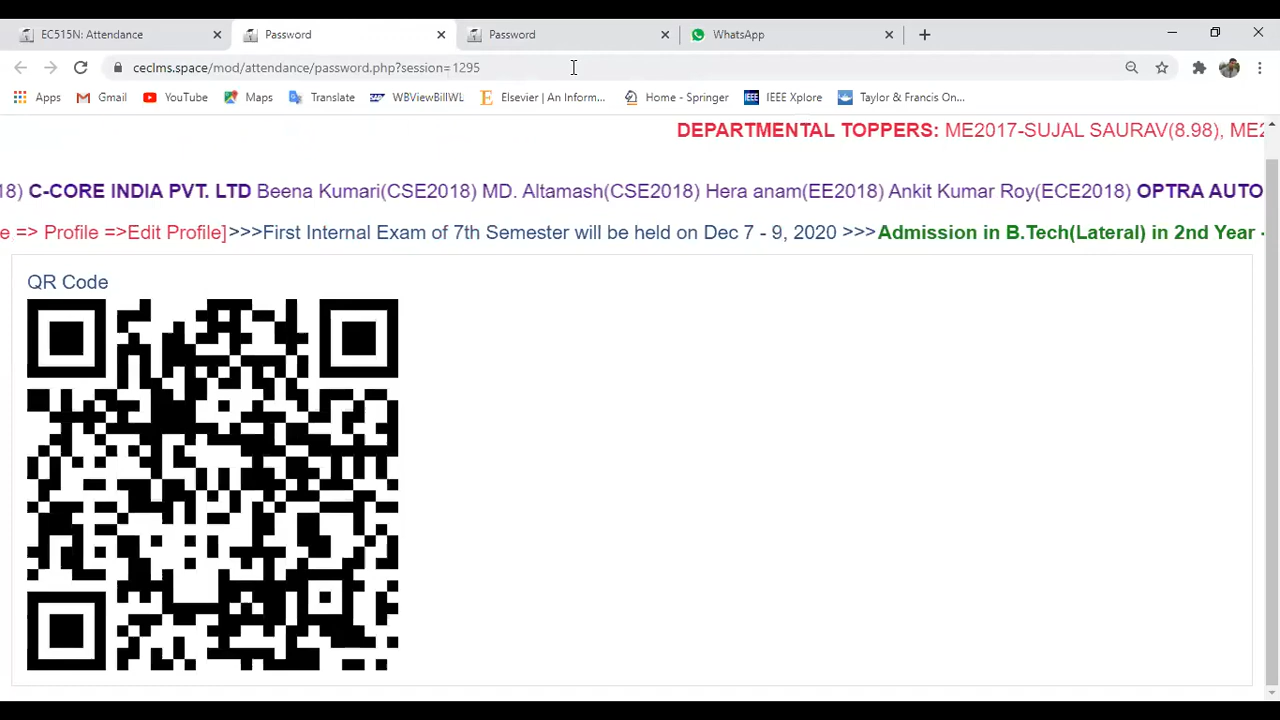 EC515N: Attendance
Password
Password
WhatsApp
ceclms.space/mod/attendance/password.php?session=1295
Apps
Gmail
YouTube
Maps
Translate
WBViewBillWL
Elsevier | An Inform...
Home - Springer
IEEE Xplore
Taylor & Francis On...
DEPARTMENTAL TOPPERS: ME2017-SUJAL SAURAV(8.98), ME2
18) C-CORE INDIA PVT. LTD Beena Kumari(CSE2018) MD. Altamash(CSE2018) Hera anam(EE2018) Ankit Kumar Roy(ECE2018) OPTRA AUTO
e => Profile =>Edit Profile]>>>First Internal Exam of 7th Semester will be held on Dec 7 - 9, 2020 >>>Admission in B.Tech(Lateral) in 2nd Year -
QR Code